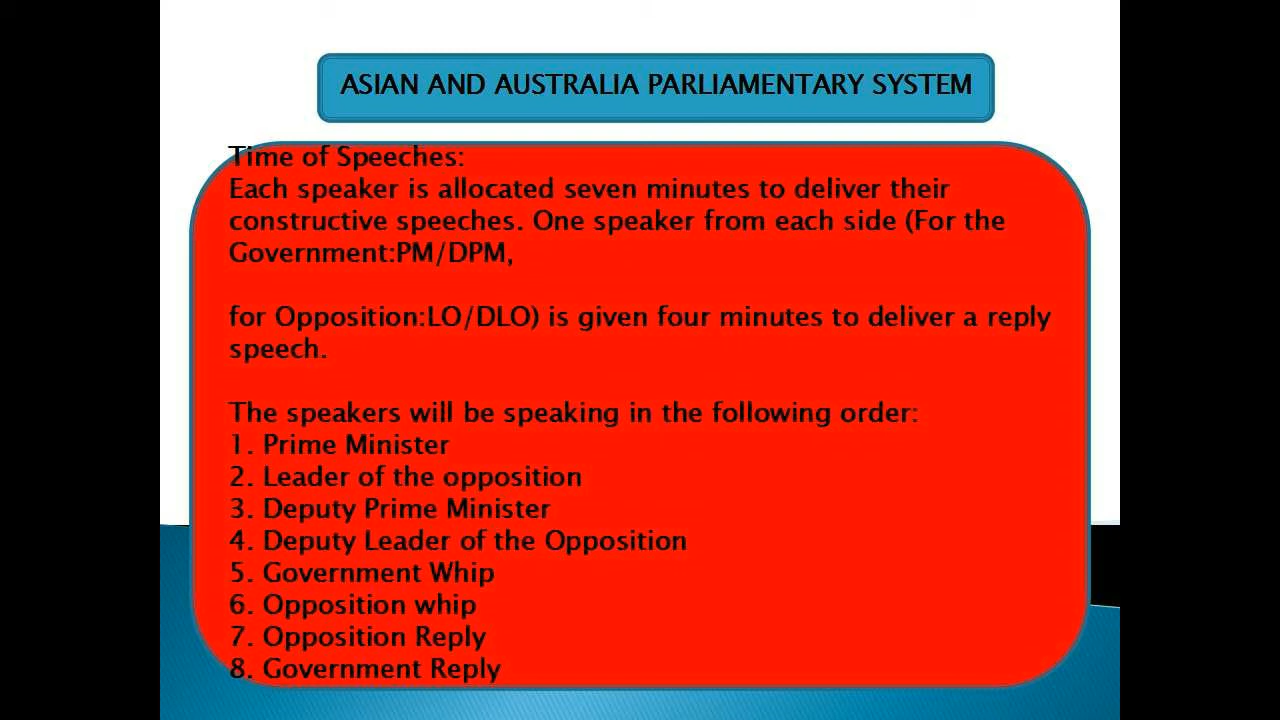 ASIAN AND AUSTRALIA PARLIAMENTARY SYSTEM
Time of Speeches:
Each speaker is allocated seven minutes to deliver their
constructive speeches. One speaker from each side (For the
Government:PM/DPM,
for Opposition:LO/DLO) is given four minutes to deliver a reply
speech.
The speakers will be speaking in the following order:
1. Prime Minister
2. Leader of the opposition
3. Deputy Prime Minister
4. Deputy Leader of the Opposition
5. Government Whip
6. Opposition whip
7. Opposition Reply
8. Government Reply